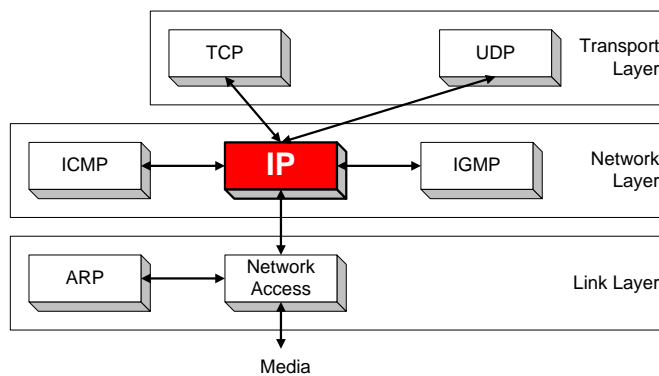 TCP
UDP
Transport
Layer
ICMP
IP
IGMP
Network
Layer
ARP
Network
Access
Link Layer
Media